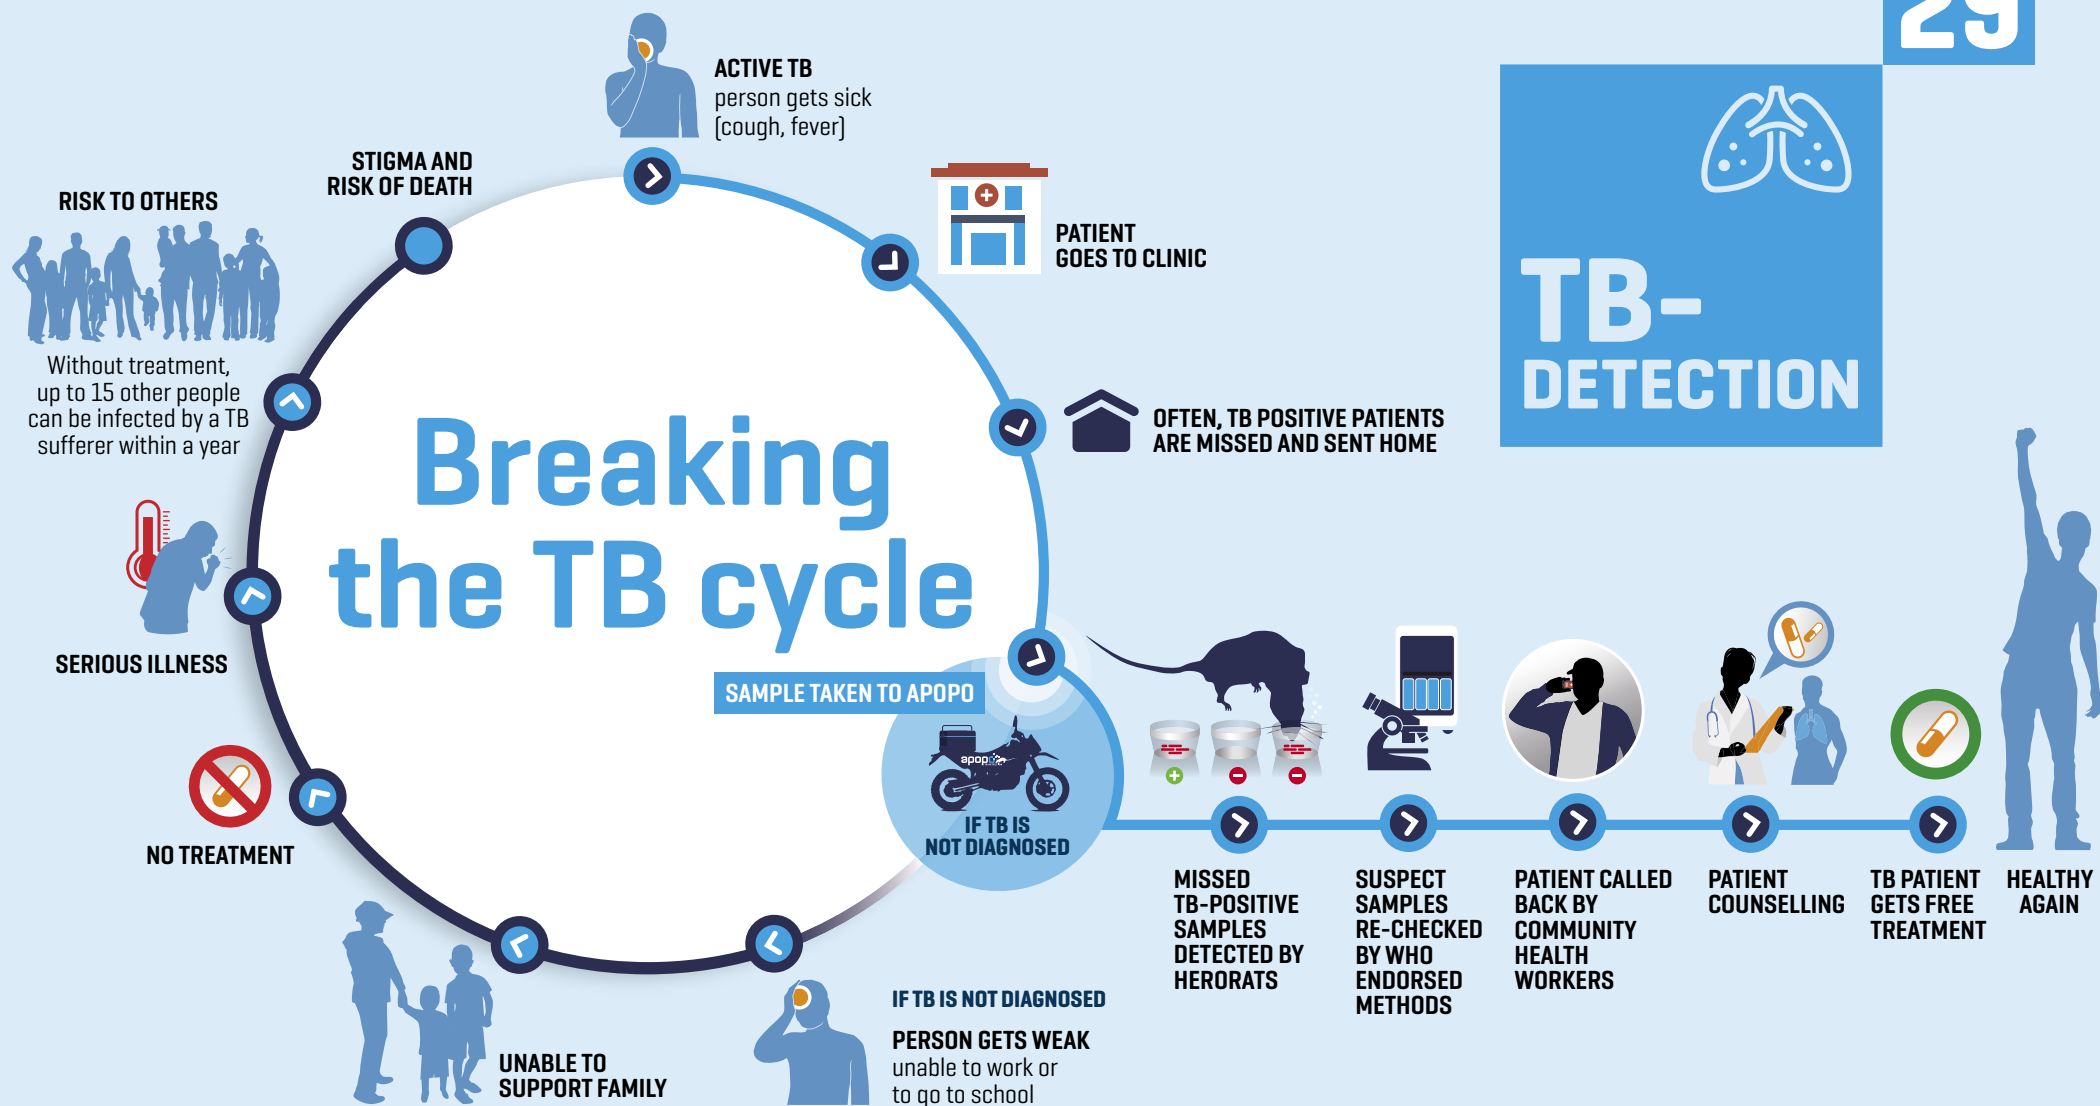 29
TB-
DETECTION
ACTIVE TB
person gets sick
(cough, fever)
PATIENT
GOES TO CLINIC
OFTEN, TB POSITIVE PATIENTS
ARE MISSED AND SENT HOME
Breaking
the TB cycle
SAMPLE TAKEN TO APOPO
apopo
IF TB IS
NOT DIAGNOSED
MISSED
TB-POSITIVE
SAMPLES
DETECTED BY
HERORATS
SUSPECT
SAMPLES
RE-CHECKED
BY WHO
ENDORSED
METHODS
PATIENT CALLED
BACK BY
COMMUNITY
HEALTH
WORKERS
PATIENT
COUNSELLING
TB PATIENT
GETS FREE
TREATMENT
HEALTHY
AGAIN
IF TB IS NOT DIAGNOSED
PERSON GETS WEAK
unable to work or
to go to school
UNABLE TO
SUPPORT FAMILY
NO TREATMENT
SERIOUS ILLNESS
RISK TO OTHERS
Without treatment,
up to 15 other people
can be infected by a TB
sufferer within a year
STIGMA AND
RISK OF DEATH